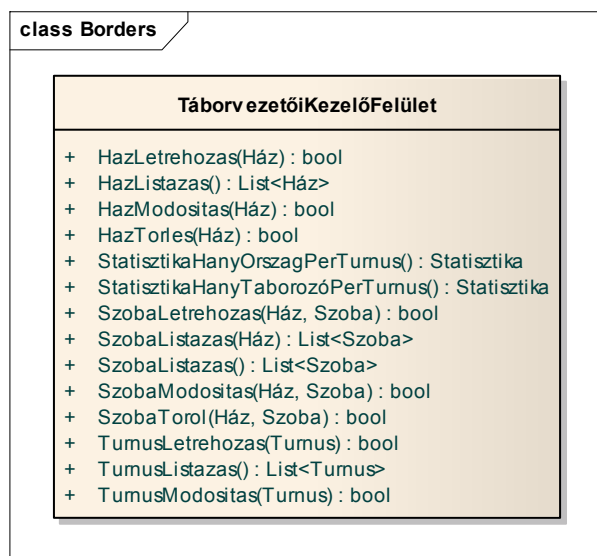 class Borders
TáborvezetőiKezelőFelület
+ HazLetrehozas(Ház) : bool
+ HazListazas() : List<Ház>
+ HazModositas(Ház) : bool
+ HazTorles(Ház) : bool
+ StatisztikaHanyOrszagPerTurnus() : Statisztika
+ StatisztikaHanyTaborozóPerTurnus() : Statisztika
+ SzobaLetrehozas(Ház, Szoba) : bool
+ SzobaListazas(Ház) : List<Szoba>
+ SzobaListazas() : List<Szoba>
+ SzobaModositas(Ház, Szoba) : bool
+ SzobaTorol(Ház, Szoba) : bool
+ TurnusLetrehozas(Turnus) : bool
+ TurnusListazas() : List<Turnus>
+ TurnusModositas(Turnus) : bool